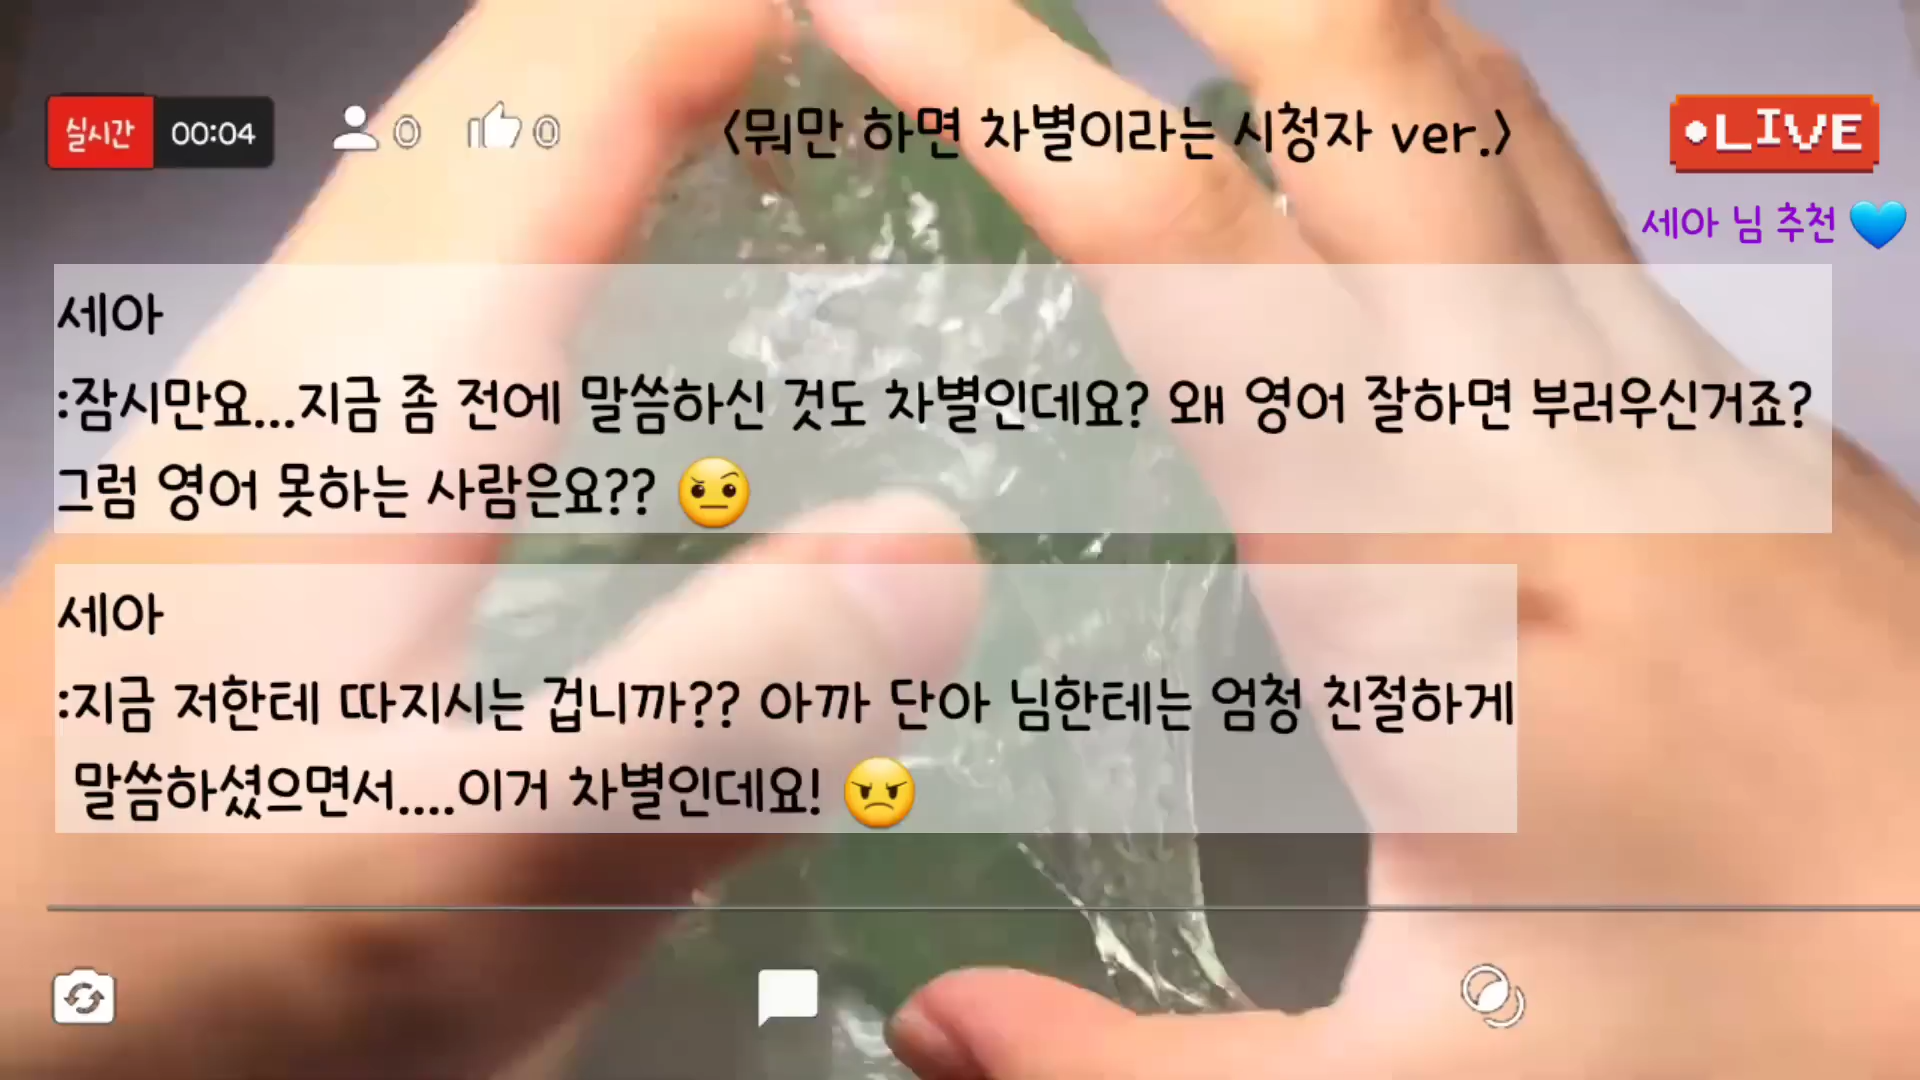 실시간 00:04 0 0 <뭐만 하면 차별이라는 시청자 ver.> LIVE
세아 님 추천
세아
:잠시만요...지금 좀 전에 말씀하신 것도 차별인데요? 왜 영어 잘하면 부러우신거죠?
그럼 영어 못하는 사람은요??
세아
:지금 저한테 따지시는 겁니까?? 아까 단아 님한테는 엄청 친절하게
말씀하셨으면서....이거 차별인데요!